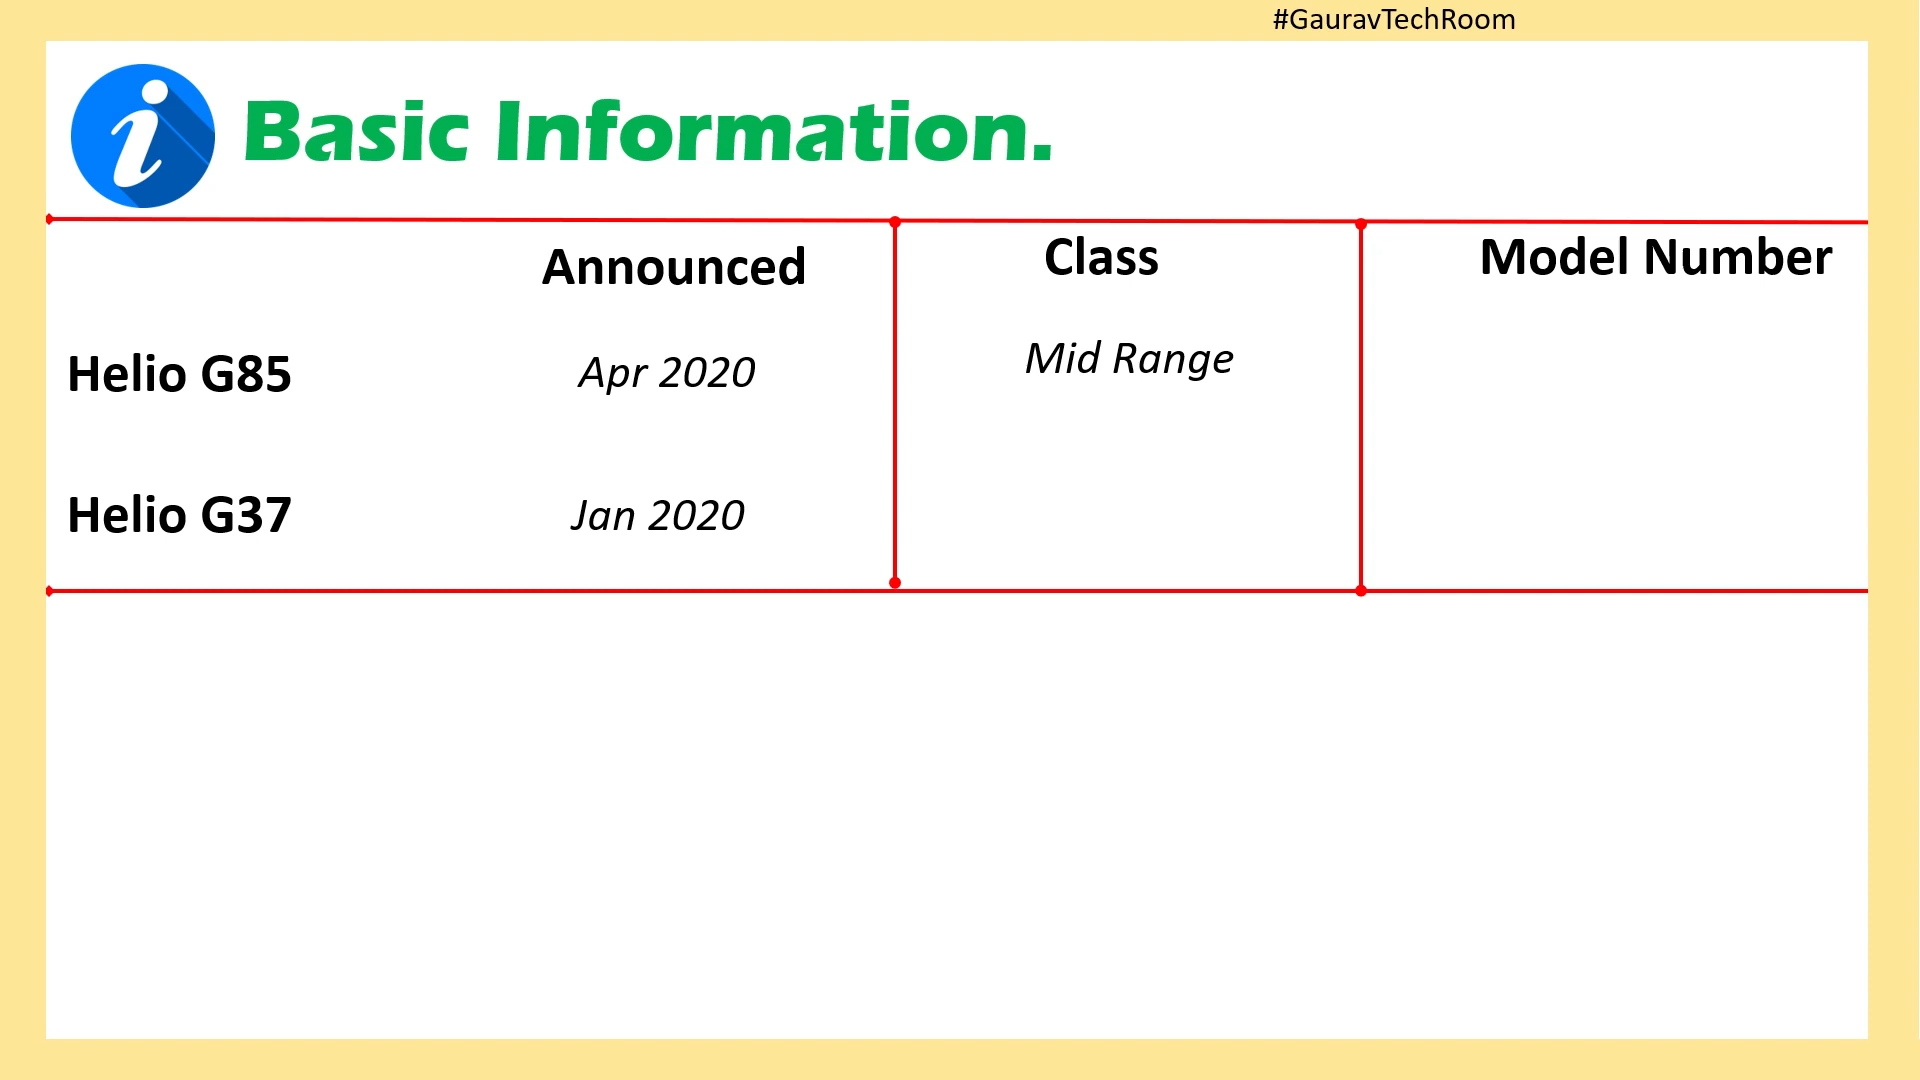 #GauravTechRoom
Basic Information.
Announced Class Model Number
Helio G85 Apr 2020 Mid Range
Helio G37 Jan 2020